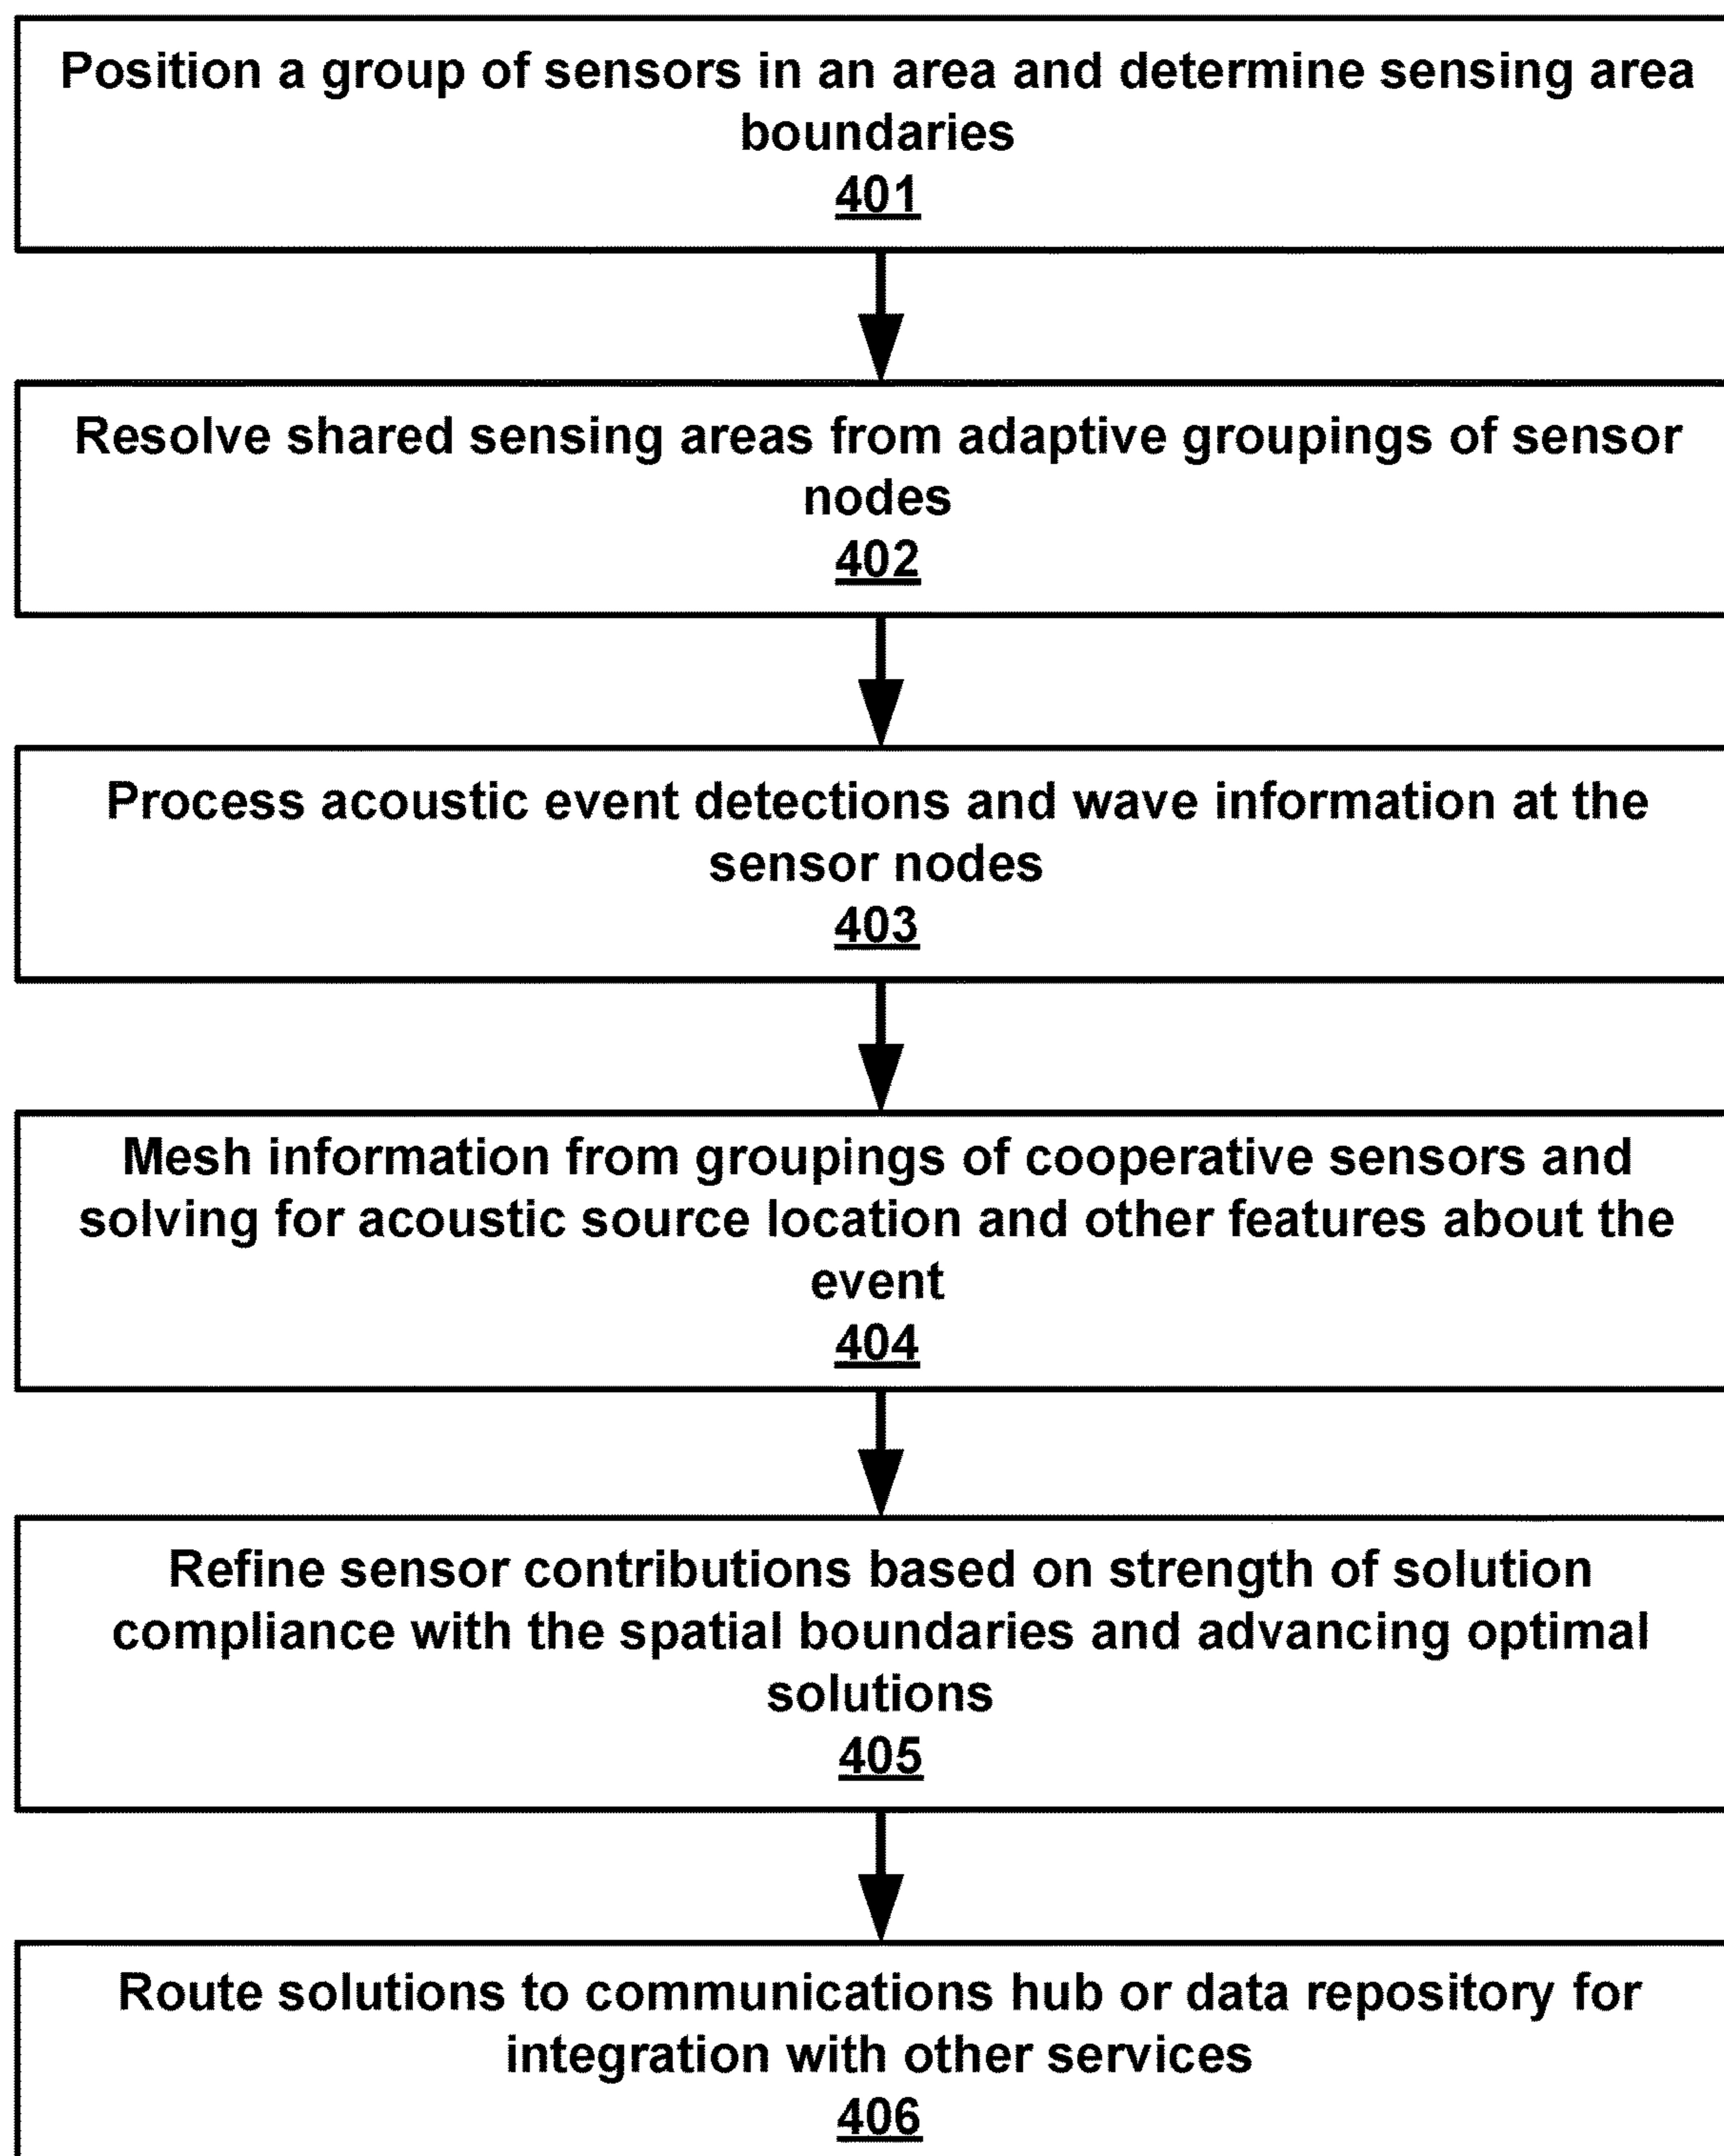 Position a group of sensors in an area and determine sensing area
boundaries
401
Resolve shared sensing areas from adaptive groupings of sensor
nodes
402
Process acoustic event detections and wave information at the
sensor nodes
403
Mesh information from groupings of cooperative sensors and
solving for acoustic source location and other features about the
event
404
Refine sensor contributions based on strength of solution
compliance with the spatial boundaries and advancing optimal
solutions
405
Route solutions to communications hub or data repository for
integration with other services
406